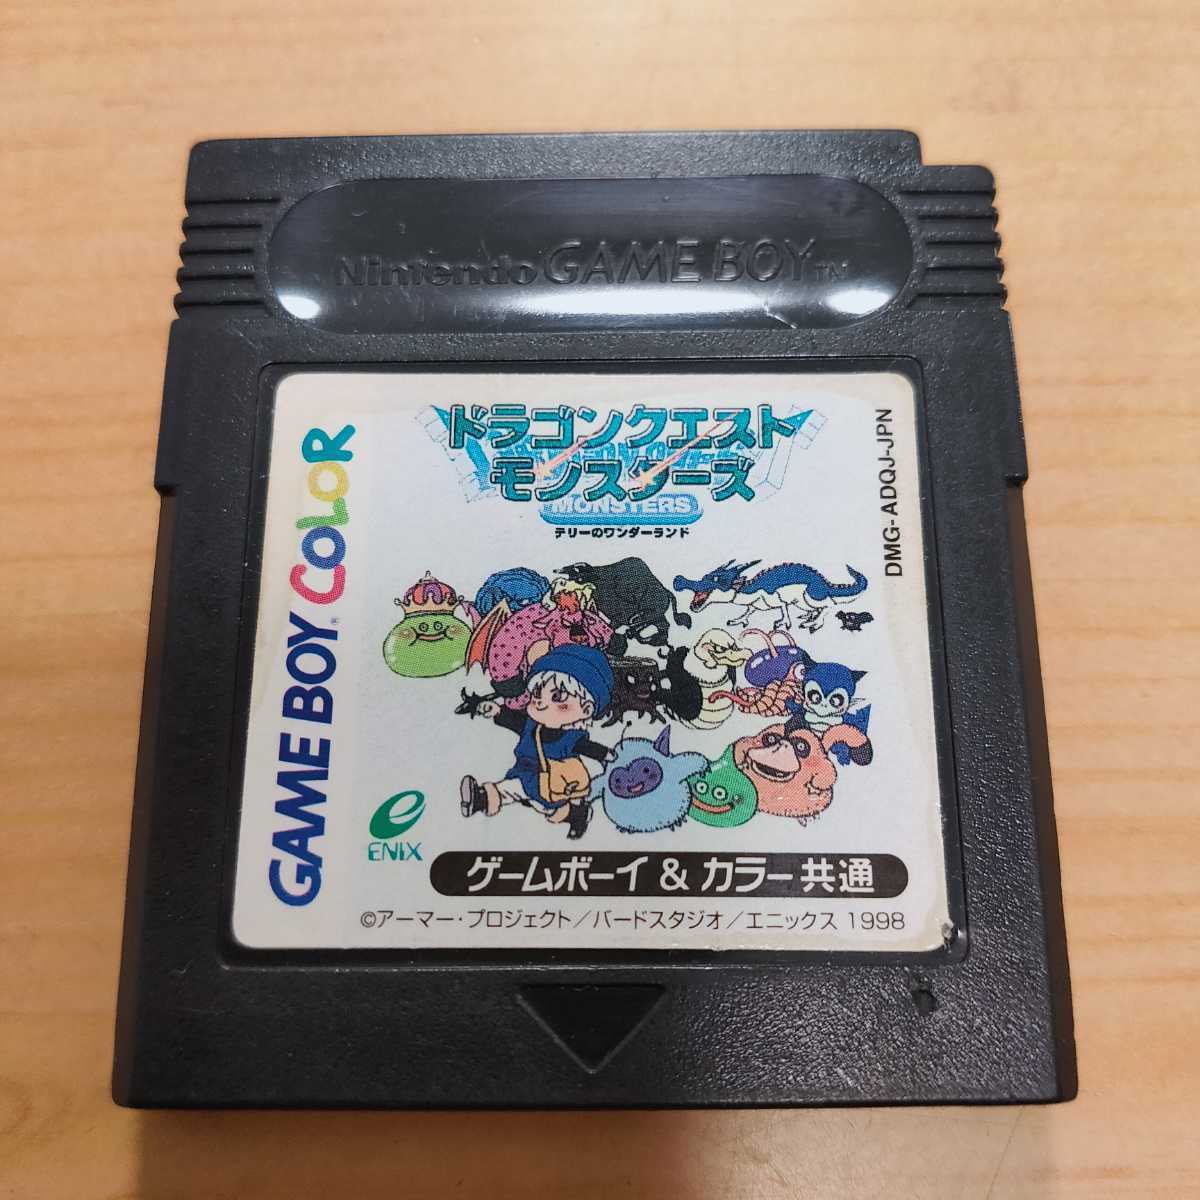 Nintendo GAME BOY TM
GAME BOY COLOR
ドラゴンクエスト
モンスターズ
MONSTERS
テリーのワンダーランド
DMG-ADQJ-JPN
ENIX
ゲームボーイ & カラー共通
©アーマー・プロジェクト/バードスタジオ/エニックス 1998